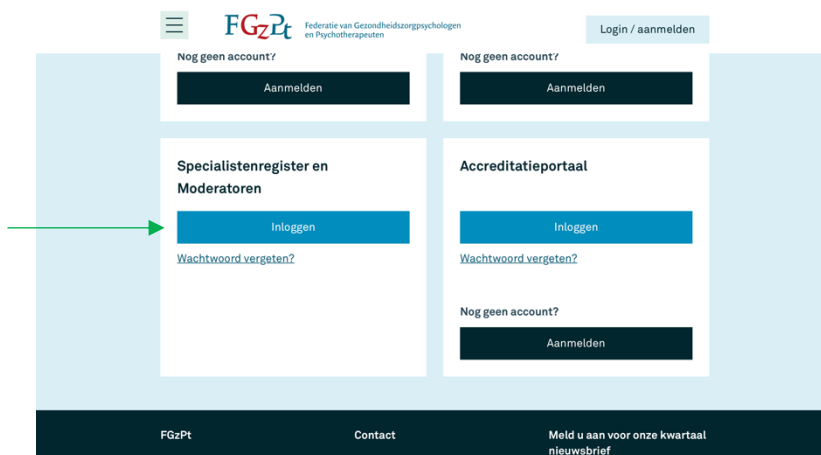 FGzPt
Federatie van Gezondheidszorgpsychologen
en Psychotherapeuten
Login / aanmelden
Nog geen account?
Nog geen account?
Aanmelden
Aanmelden
Specialistenregister en
Moderatoren
Inloggen
Wachtwoord vergeten?
Accreditatieportaal
Inloggen
Wachtwoord vergeten?
Nog geen account?
Aanmelden
FGzPt
Contact
Meld u aan voor onze kwartaal
nieuwsbrief